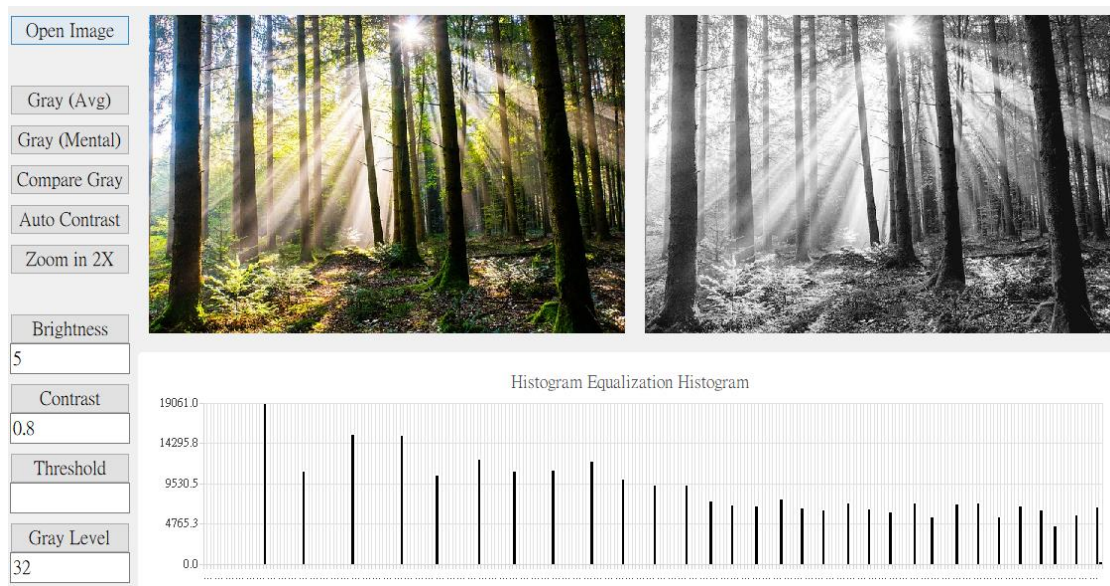 Open Image
Gray (Avg)
Gray (Mental)
Compare Gray
Auto Contrast
Zoom in 2X
Brightness
5
Contrast
0.8
Threshold
Gray Level
32
Histogram Equalization Histogram
19061.0
14295.8
9530.5
4765.3
0.0